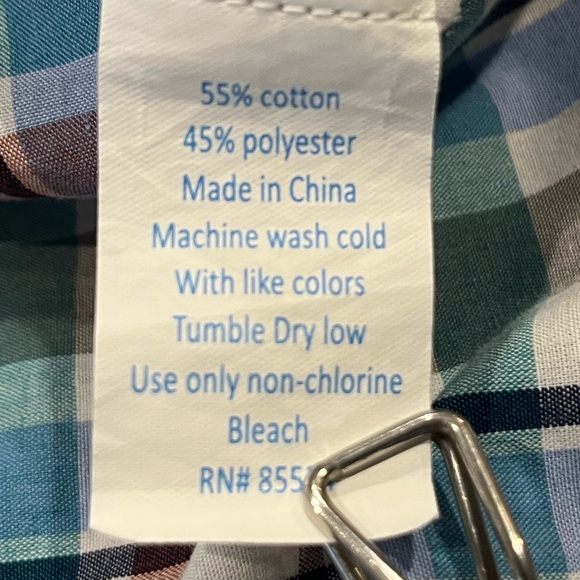 55% cotton
45% polyester
Made in China
Machine wash cold
With like colors
Tumble Dry low
Use only non-chlorine
Bleach
RN#